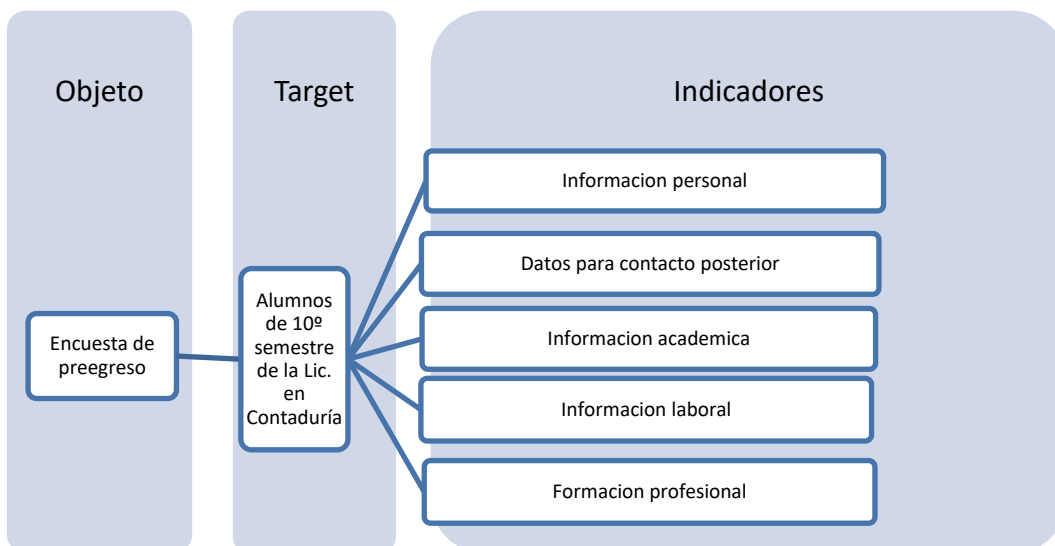 Objeto
Target
Indicadores
Encuesta de
preegreso
Alumnos
de 10º
semestre
de la Lic.
en
Contaduría
Informacion personal
Datos para contacto posterior
Informacion academica
Informacion laboral
Formacion profesional